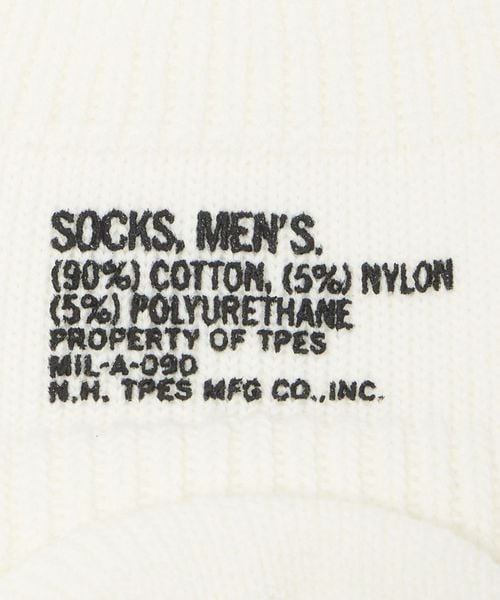 SOCKS, MEN'S,
(90%) COTTON, (5%) NYLON
(5%) POLYURETHANE
PROPERTY OF TPES
MIL-A-090
N.H. TPES MFG CO.,INC.